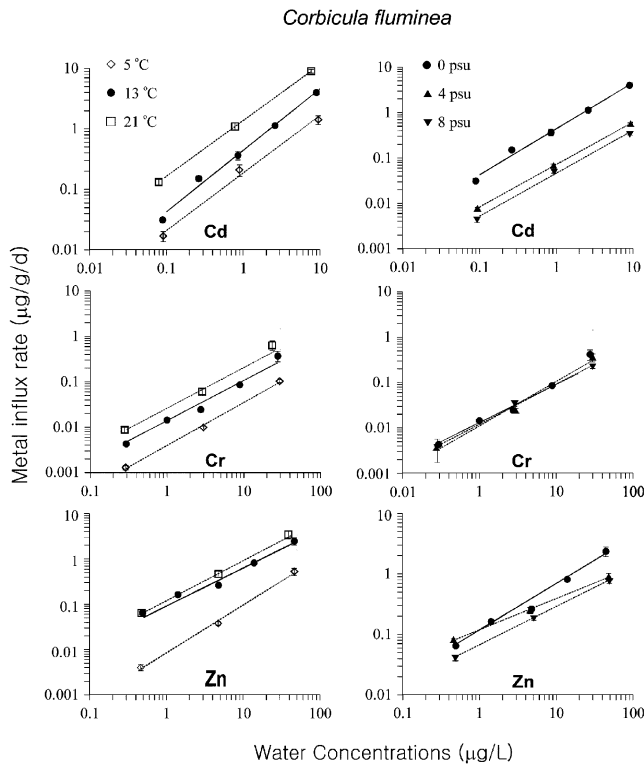 Corbicula fluminea
Metal influx rate (μg/g/d)
10
1
0.1
0.01
5 °C
13 °C
21 °C
Cd
0.01 0.1 1 10
10
1
0.1
0.01
0.001
0 psu
4 psu
8 psu
Cd
0.01 0.1 1 10
10
1
0.1
0.01
0.001
Cr
0.1 1 10 100
10
1
0.1
0.01
0.001
Cr
0.01 0.1 1 10 100
10
1
0.1
0.01
0.001
Zn
0.1 1 10 100
10
1
0.1
0.01
Zn
0.1 1 10 100
Water Concentrations (μg/L)